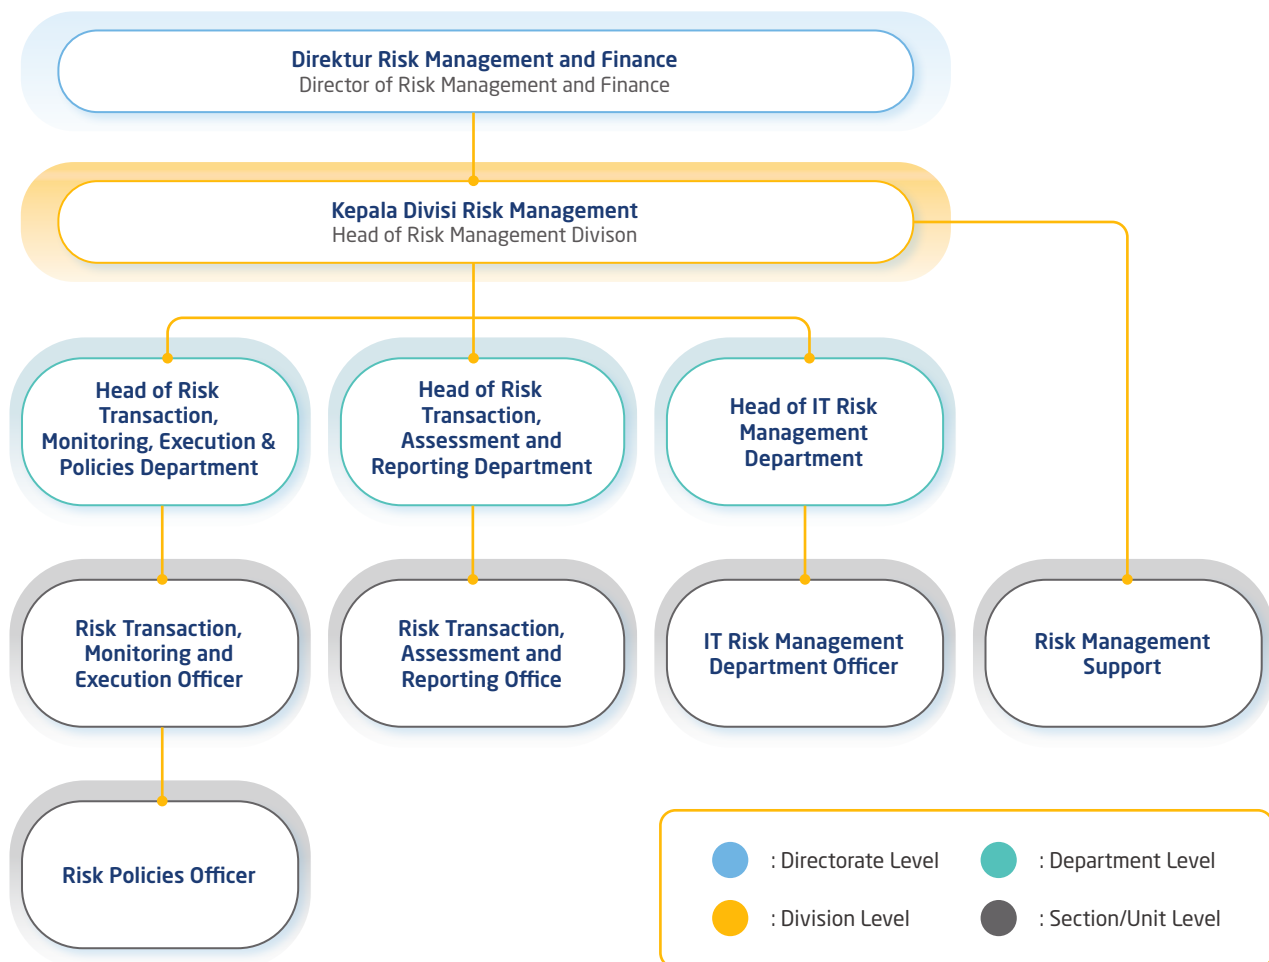 Direktur Risk Management and Finance
Director of Risk Management and Finance
Kepala Divisi Risk Management
Head of Risk Management Divison
Head of Risk
Transaction,
Monitoring, Execution &
Policies Department
Head of Risk
Transaction,
Assessment and
Reporting Department
Head of IT Risk
Management
Department
Risk Transaction,
Monitoring and
Execution Officer
Risk Transaction,
Assessment and
Reporting Office
IT Risk Management
Department Officer
Risk Management
Support
Risk Policies Officer
: Directorate Level
: Department Level
: Division Level
: Section/Unit Level